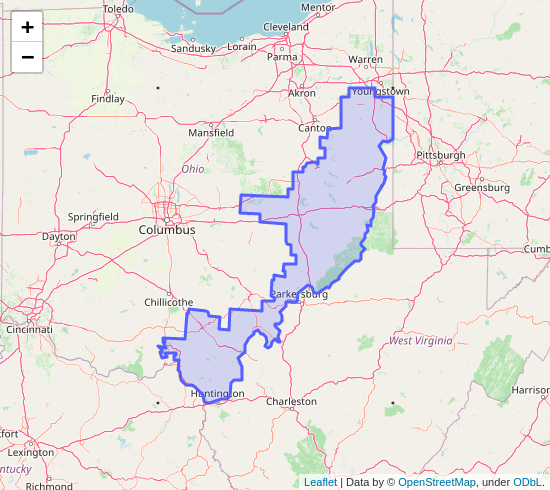 +
−
Toledo
Mentor
Cleveland
Sandusky
Lorain
Parma
Warren
Findlay
Akron
Youngstown
Canton
Mansfield
Pittsburgh
Ohio
Greensburg
Springfield
Columbus
Dayton
Cumb
Chillicothe
Parkersburg
Cincinnati
West Virginia
Huntington
Charleston
Harrison
fort
Lexington
entucky
Richmond
Leaflet | Data by © OpenStreetMap, under ODbL.